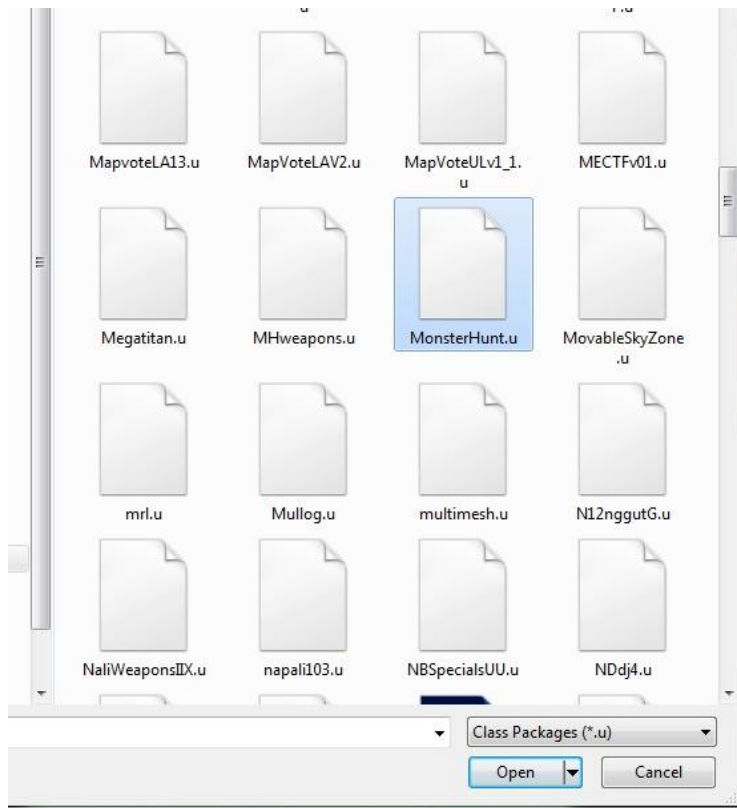 MapvoteLA13.u
MapVoteLAV2.u
MapVoteULv1_1.
u
MECTFv01.u
Megatitan.u
MHweapons.u
MonsterHunt.u
MovableSkyZone
.u
mrl.u
Mullog.u
multimesh.u
N12nggutG.u
NaliWeaponsIIX.u
napali103.u
NBSpecialsUU.u
NDdj4.u
Class Packages (*.u)
Open
Cancel